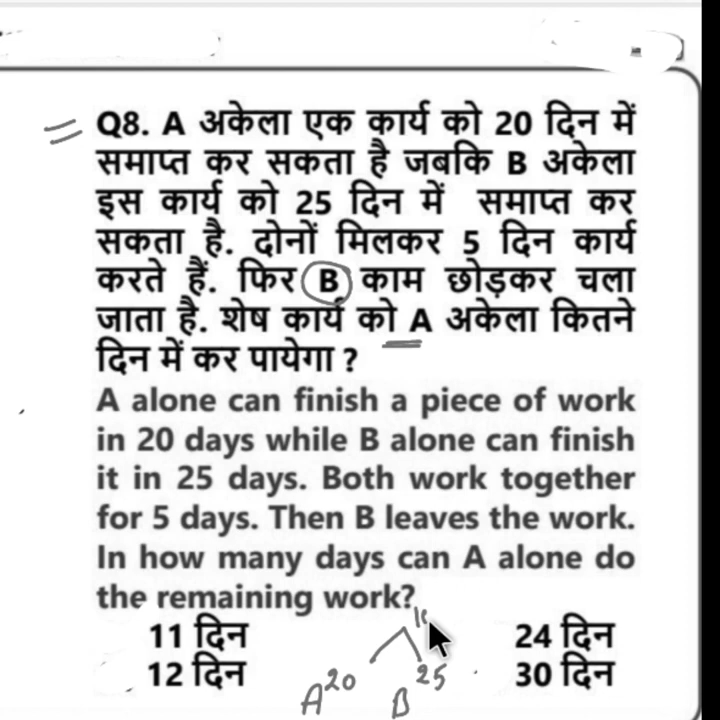 Q8. A अकेला एक कार्य को 20 दिन में
समाप्त कर सकता है जबकि B अकेला
इस कार्य को 25 दिन में समाप्त कर
सकता है. दोनों मिलकर 5 दिन कार्य
करते हैं. फिर B काम छोड़कर चला
जाता है. शेष कार्य को A अकेला कितने
दिन में कर पायेगा ?
A alone can finish a piece of work
in 20 days while B alone can finish
it in 25 days. Both work together
for 5 days. Then B leaves the work.
In how many days can A alone do
the remaining work?
11 दिन 24 दिन
12 दिन 30 दिन
A 20 B 25